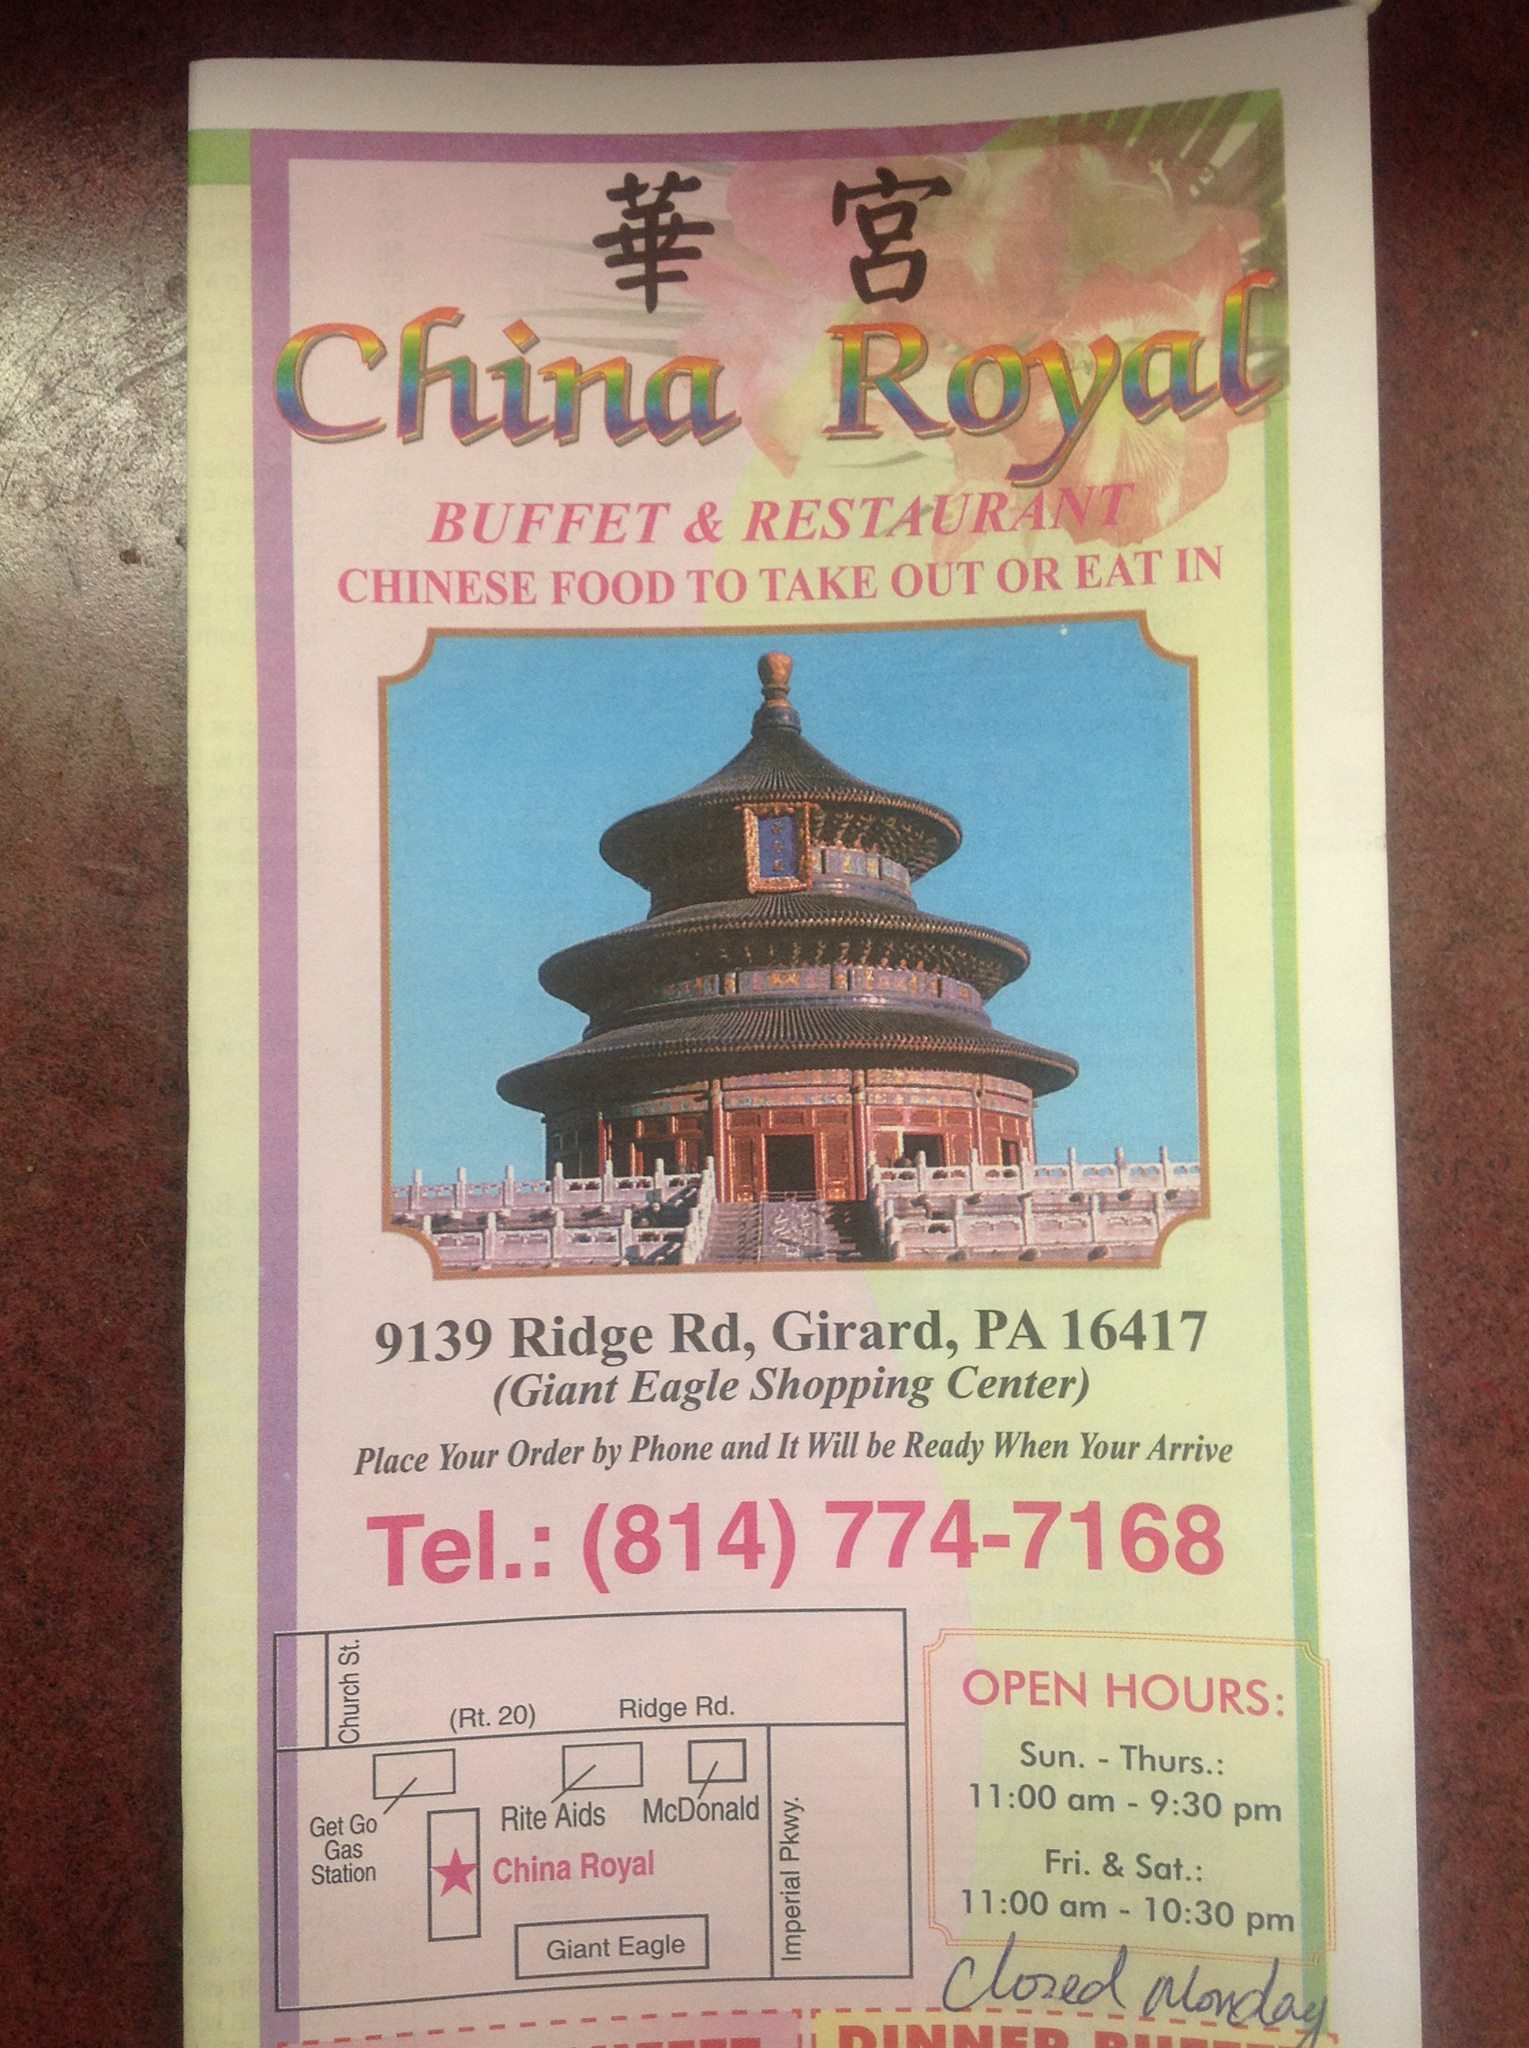 華 宮
China Royal
BUFFET & RESTAURANT
CHINESE FOOD TO TAKE OUT OR EAT IN
9139 Ridge Rd, Girard, PA 16417
(Giant Eagle Shopping Center)
Place Your Order by Phone and It Will be Ready When Your Arrive
Tel.: (814) 774-7168
Church St.
(Rt. 20) Ridge Rd.
Get Go
Gas
Station
Rite Aids
McDonald
China Royal
Imperial Pkwy.
Giant Eagle
OPEN HOURS:
Sun. - Thurs.:
11:00 am - 9:30 pm
Fri. & Sat.:
11:00 am - 10:30 pm
Closed Monday
DINNER BUFFET